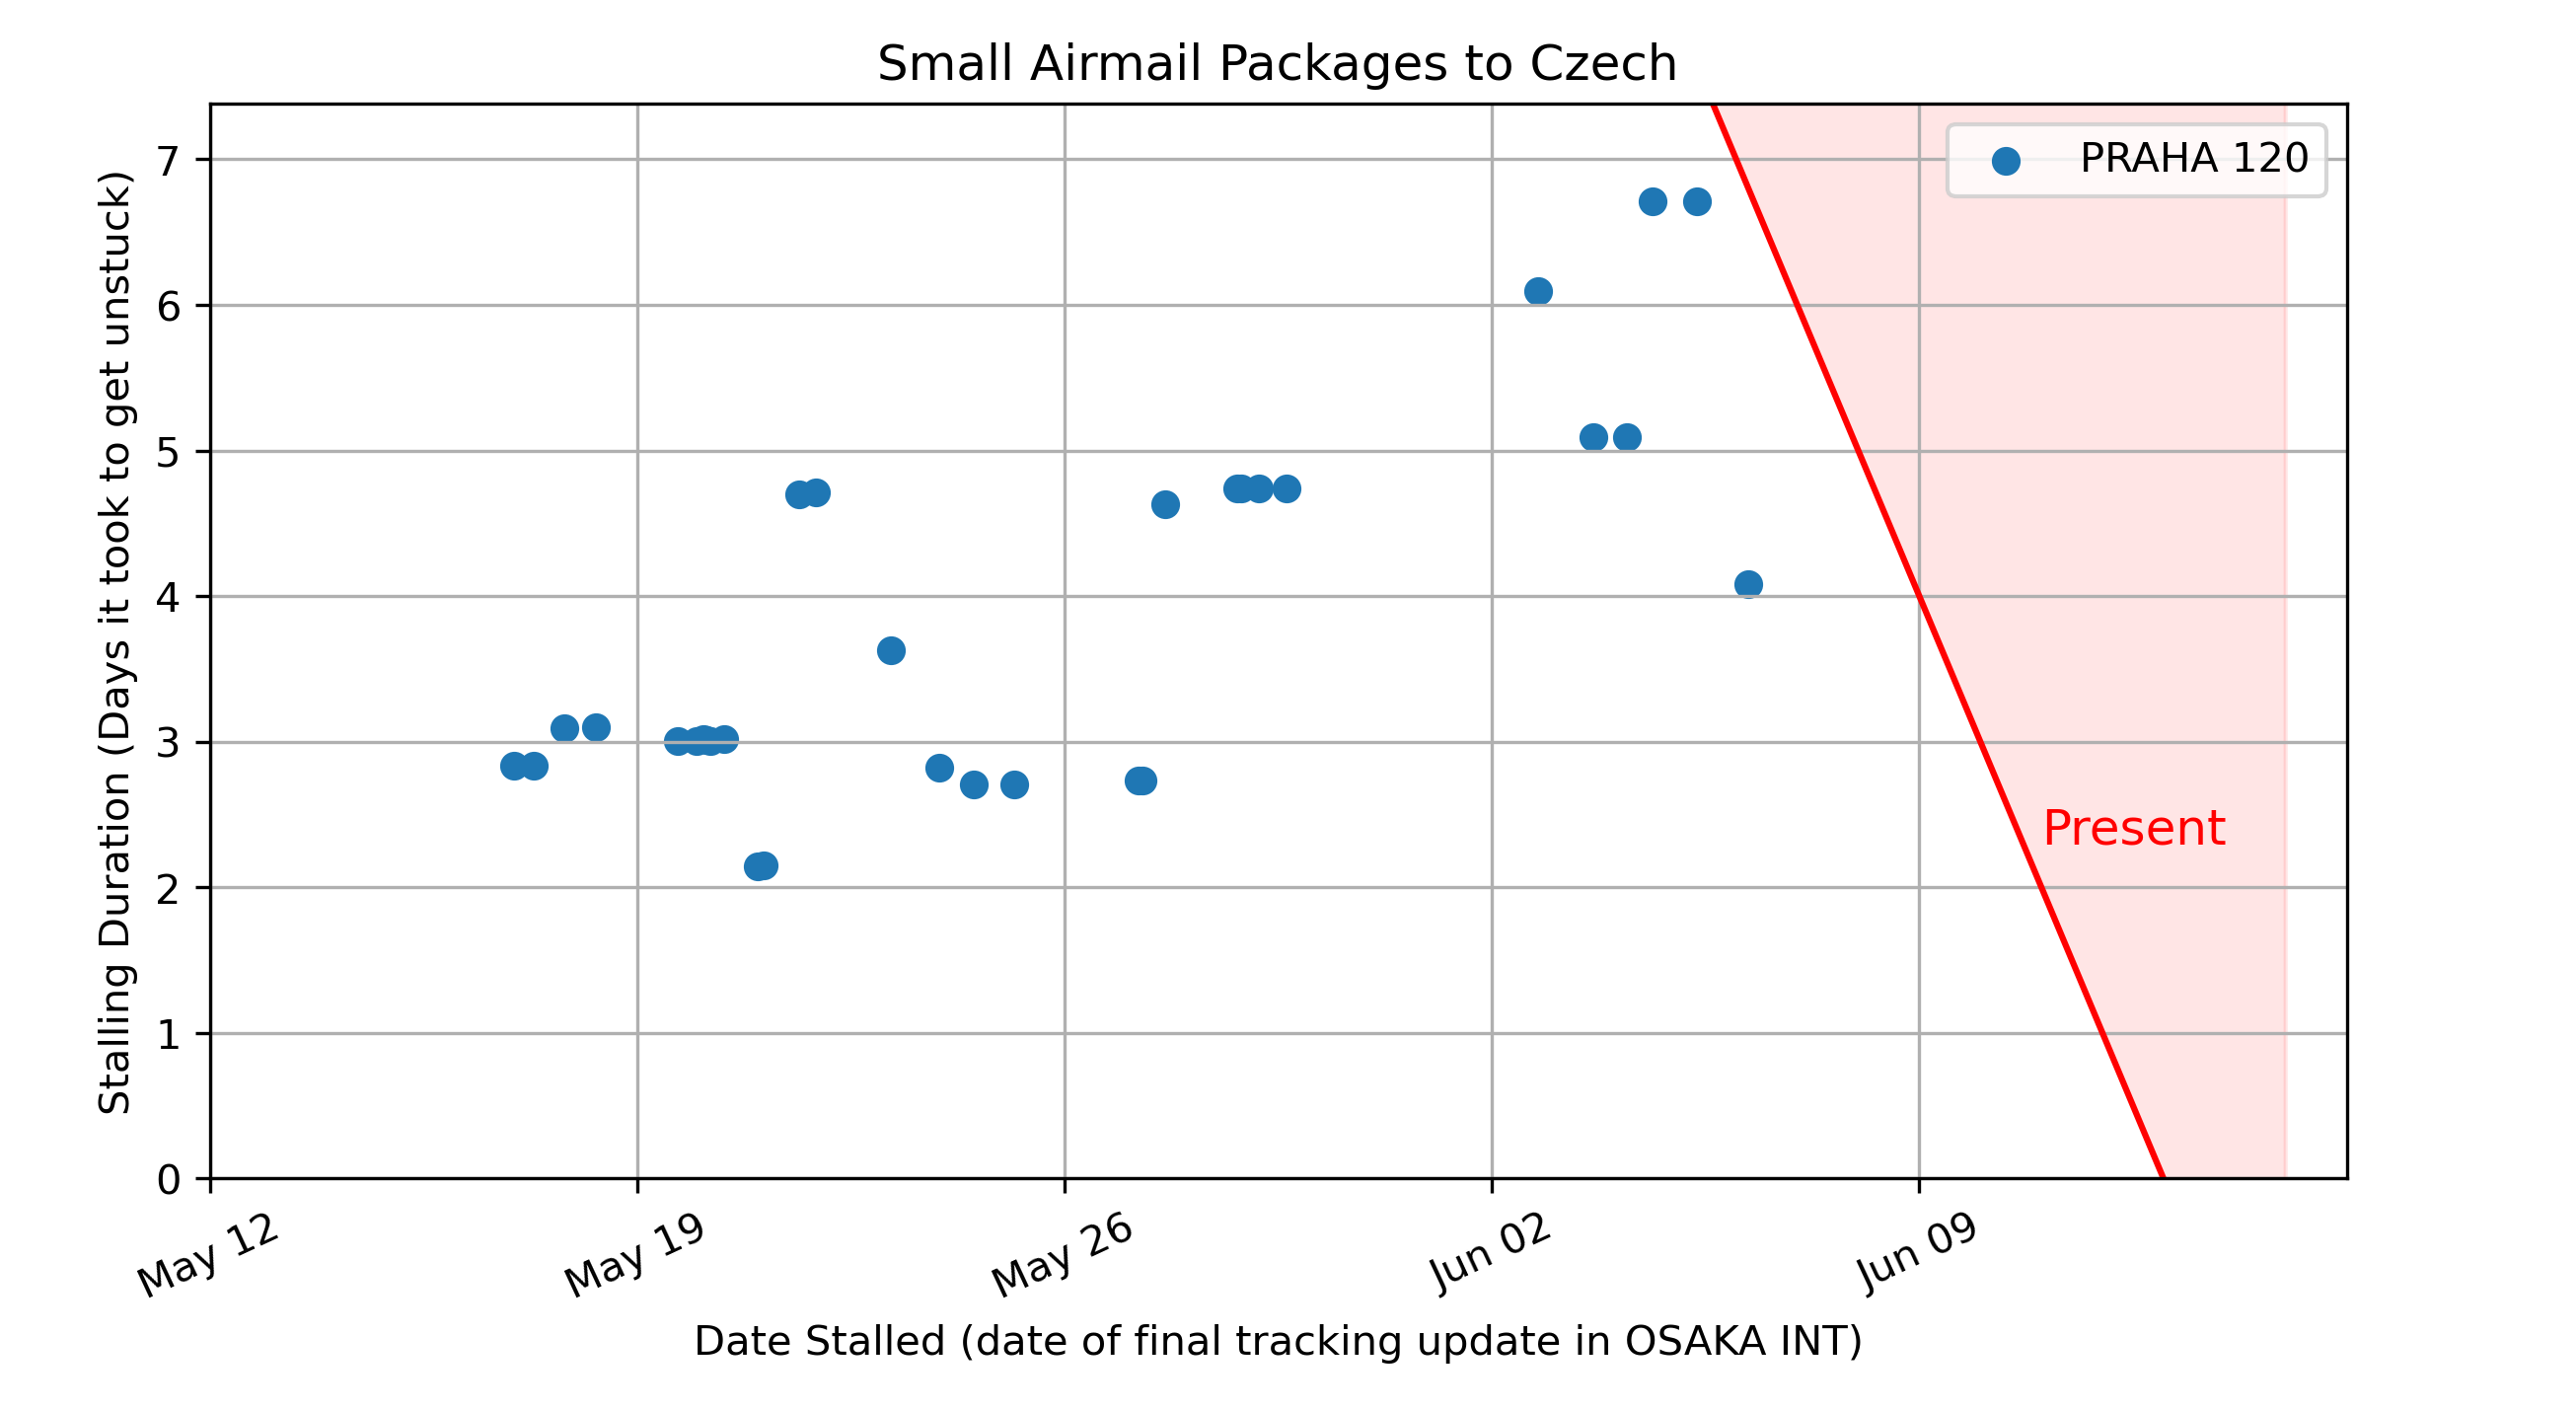 Small Airmail Packages to Czech
PRAHA 120
Stalling Duration (Days it took to get unstuck)
7
6
5
4
3
2
1
0
Present
May 12
May 19
May 26
Jun 02
Jun 09
Date Stalled (date of final tracking update in OSAKA INT)